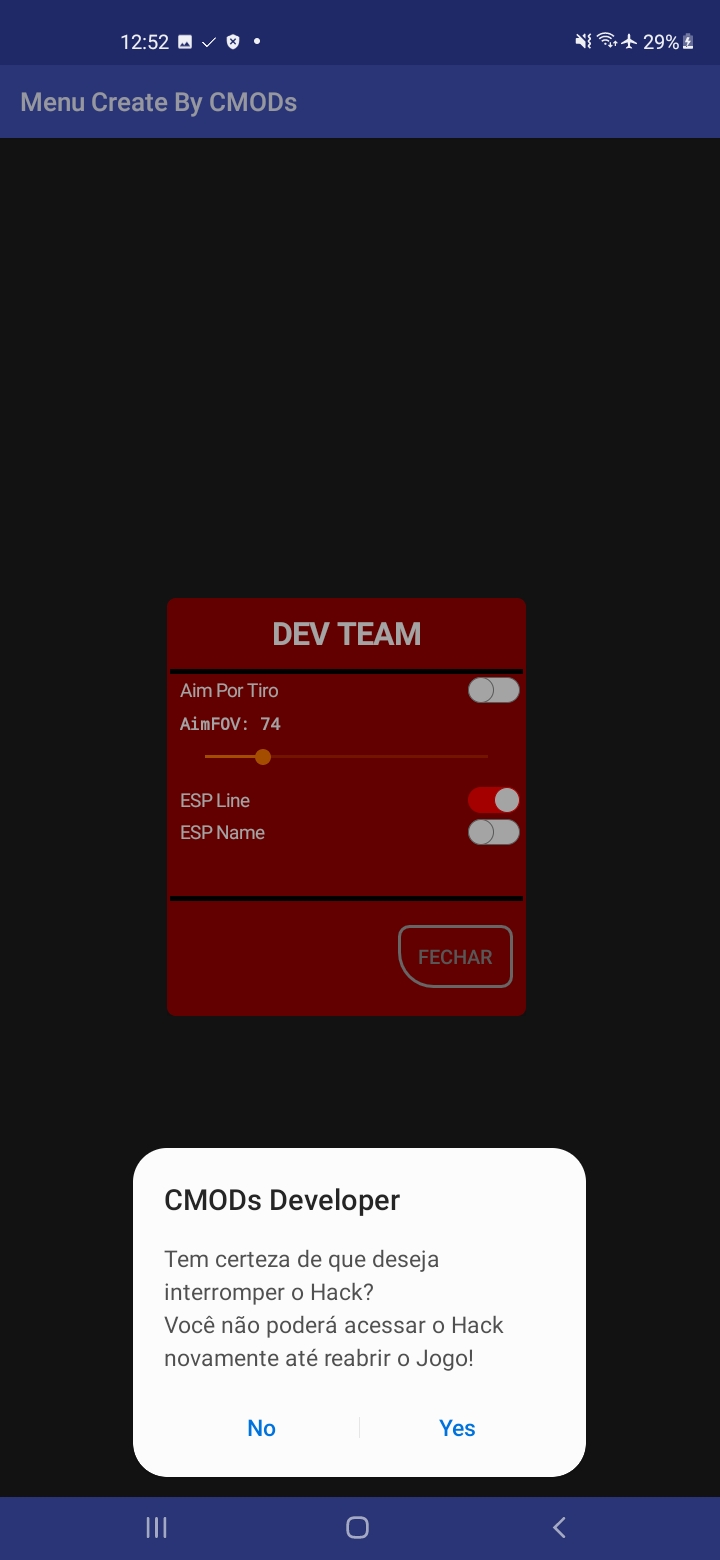 12:52
29%
Menu Create By CMODs
DEV TEAM
Aim Por Tiro
AimFOV: 74
ESP Line
ESP Name
FECHAR
CMODs Developer
Tem certeza de que deseja
interromper o Hack?
Você não poderá acessar o Hack
novamente até reabrir o Jogo!
No
Yes